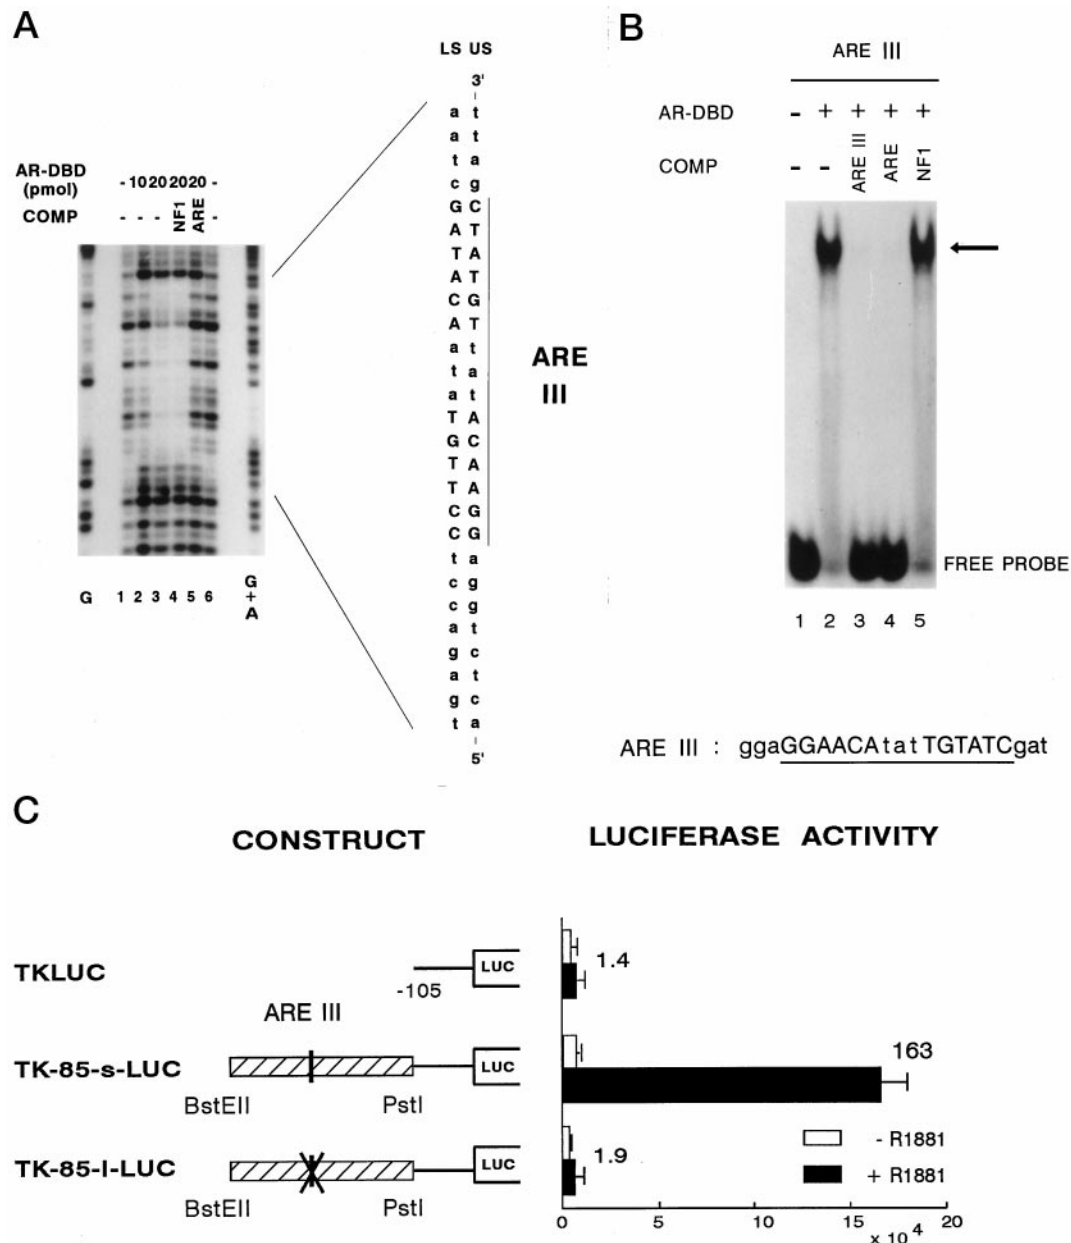 A
LS US
3'
a t
a t
t a
c g
G C
A T
T A
A T
C G
A T
a t
t a
a t
T A
G C
T A
T A
C G
C G
t a
c g
c g
a t
g c
a t
g c
t a
5'
ARE
III
AR-DBD
(pmol)
- 10 20 20 20 -
COMP
- - - NF1 ARE -
G 1 2 3 4 5 6 G
+
A
B
ARE III
AR-DBD - + + + +
COMP - - ARE III ARE NF1
FREE PROBE
1 2 3 4 5
ARE III : ggaGGAACAtatTGTATCgat
C
CONSTRUCT LUCIFERASE ACTIVITY
TKLUC
-105
LUC
1.4
ARE III
TK-85-s-LUC
LUC
163
BstEII PstI
- R1881
TK-85-I-LUC
LUC
1.9
+ R1881
BstEII PstI
0 5 10 15 20
x 10 4